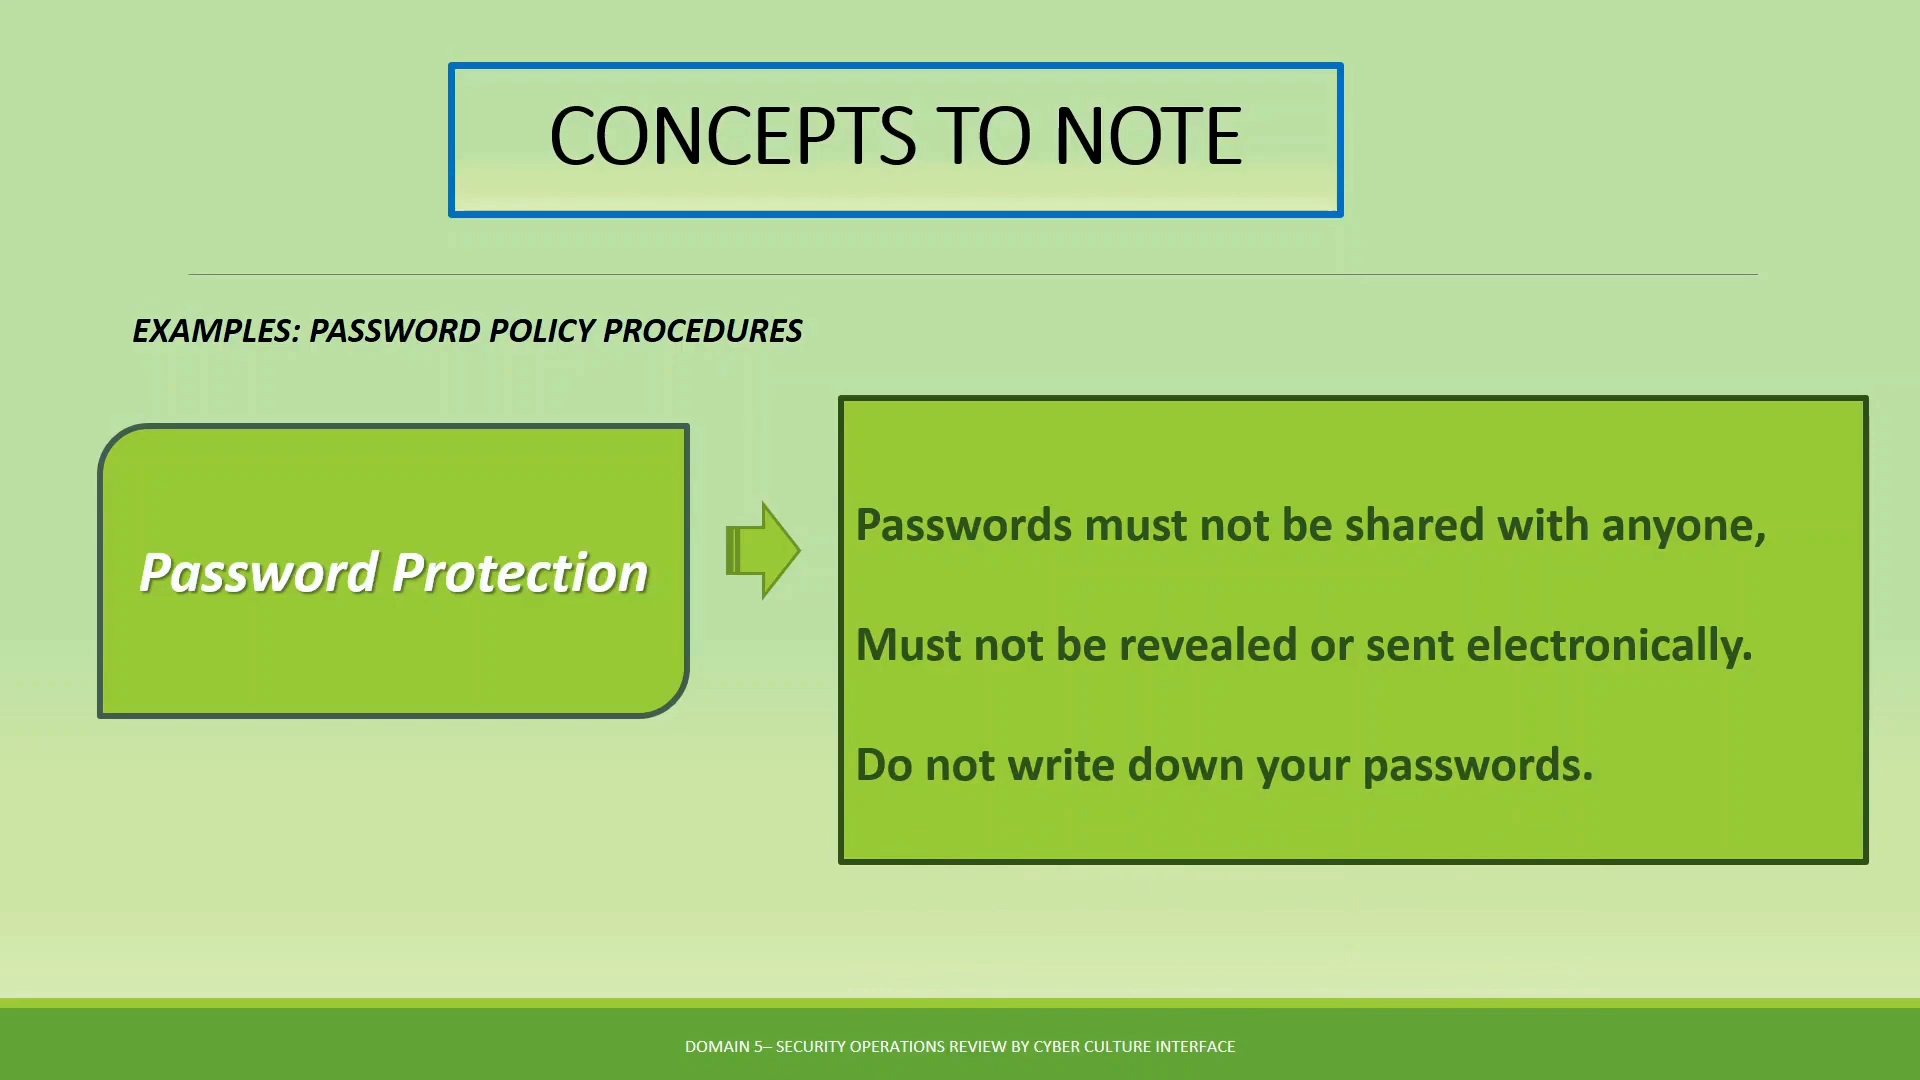 CONCEPTS TO NOTE
EXAMPLES: PASSWORD POLICY PROCEDURES
Password Protection
Passwords must not be shared with anyone,
Must not be revealed or sent electronically.
Do not write down your passwords.
DOMAIN 5– SECURITY OPERATIONS REVIEW BY CYBER CULTURE INTERFACE